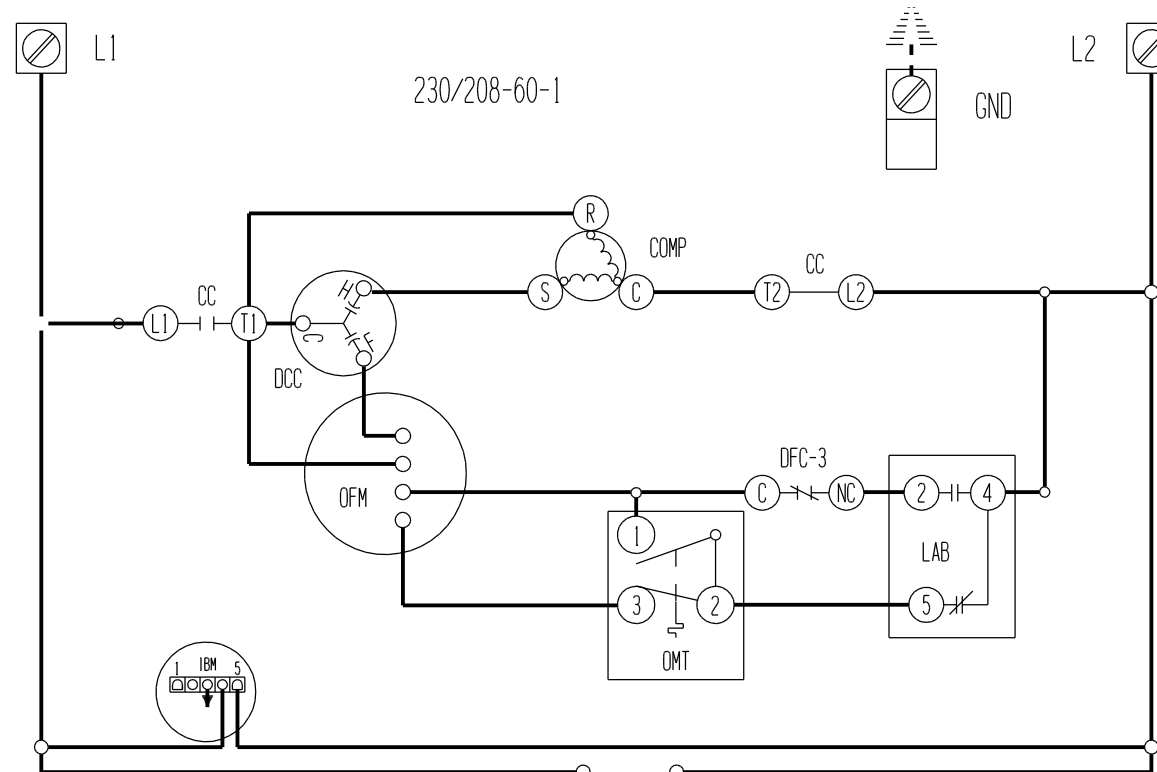 L1
L2
230/208-60-1
GND
R
COMP
S
C
T2
CC
L2
CC
L1
T1
H
C
F
DCC
OFM
DFC-3
C
NC
2
4
1
LAB
3
2
5
OMT
1 IBM 5